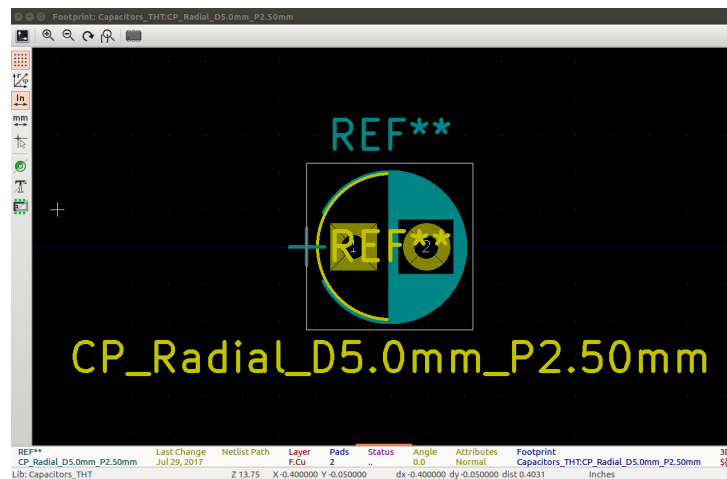 Footprint: Capacitors_THT:CP_Radial_D5.0mm_P2.50mm
In
mm
REF**
REF**
1
2
CP_Radial_D5.0mm_P2.50mm
REF** Last Change Netlist Path Layer Pads Status Angle Attributes Footprint 3D
CP_Radial_D5.0mm_P2.50mm Jul 29, 2017 F.Cu 2 .. 0.0 Normal Capacitors_THT:CP_Radial_D5.0mm_P2.50mm ${
Lib: Capacitors_THT Z 13.75 X -0.400000 Y -0.050000 dx -0.400000 dy -0.050000 dist 0.4031 Inches